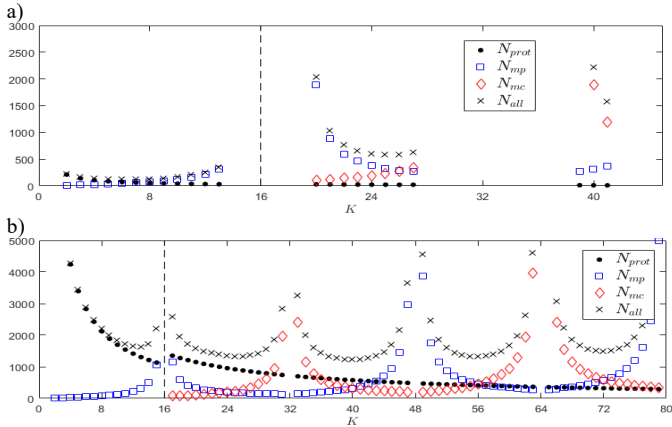 a)
3000
2500
2000
1500
1000
500
0
0 8 16 24 32 40
K
N_prot
N_mp
N_mc
N_all
b)
5000
4000
3000
2000
1000
0
0 8 16 24 32 40 48 56 64 72 80
K
N_prot
N_mp
N_mc
N_all